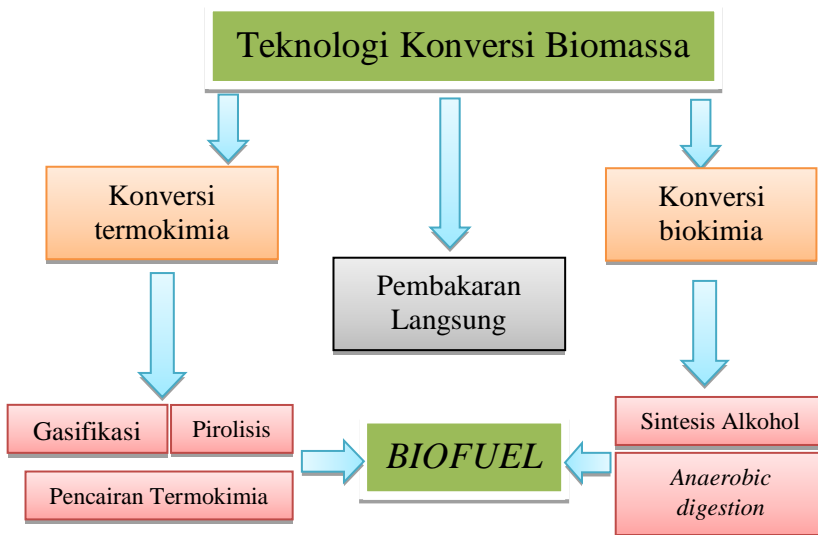 Teknologi Konversi Biomassa
Konversi
termokimia
Konversi
biokimia
Pembakaran
Langsung
Gasifikasi
Pirolisis
Pencairan Termokimia
BIOFUEL
Sintesis Alkohol
Anaerobic
digestion